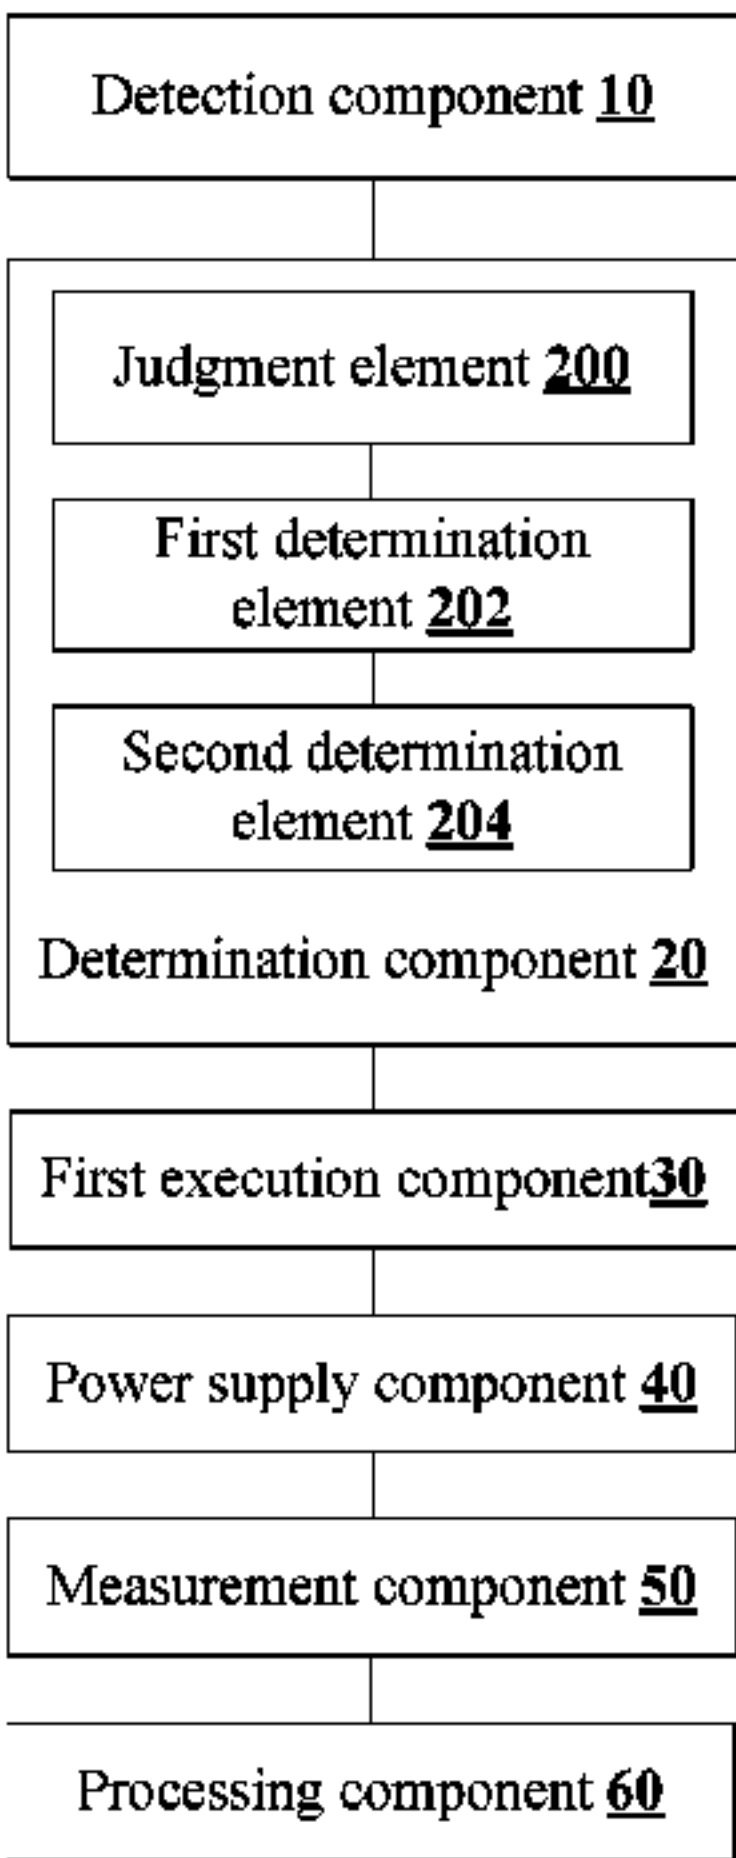 Detection component 10
Judgment element 200
First determination
element 202
Second determination
element 204
Determination component 20
First execution component30
Power supply component 40
Measurement component 50
Processing component 60